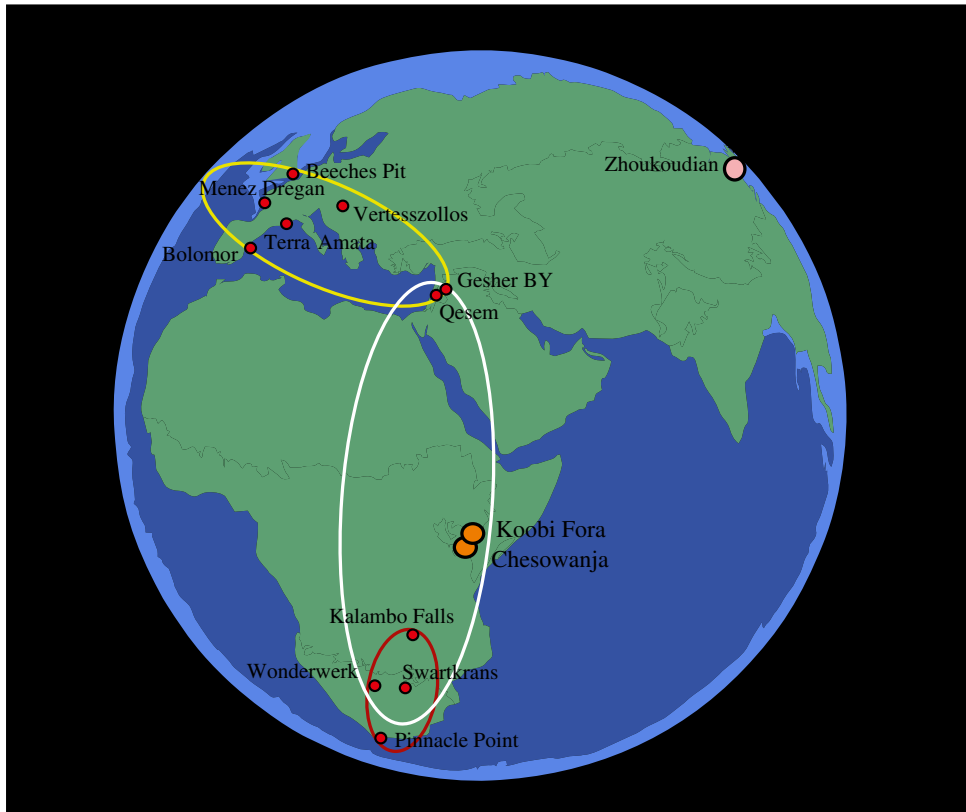 Zhoukoudian
Beeches Pit
Menez Dregan
Vertesszollos
Terra Amata
Bolomor
Gesher BY
Qesem
Koobi Fora
Chesowanja
Kalambo Falls
Wonderwerk
Swartkrans
Pinnacle Point